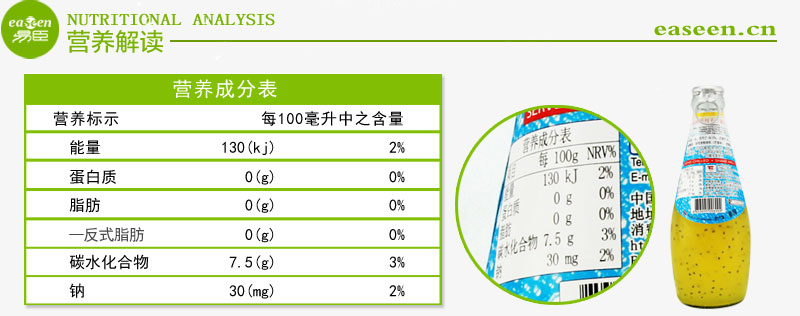 easeen
易臣
NUTRITIONAL ANALYSIS
营养解读
easeen.cn
营养成分表
营养标示 每100毫升中之含量
能量 130(kj) 2%
蛋白质 0(g) 0%
脂肪 0(g) 0%
—反式脂肪 0(g) 0%
碳水化合物 7.5(g) 3%
钠 30(mg) 2%
营养成分表
每 100g NRV%
能量 130 kJ 2%
蛋白质 0 g 0%
脂肪 0 g 0%
碳水化合物 7.5 g 3%
钠 30 mg 2%
E-m
中国
地址
消费